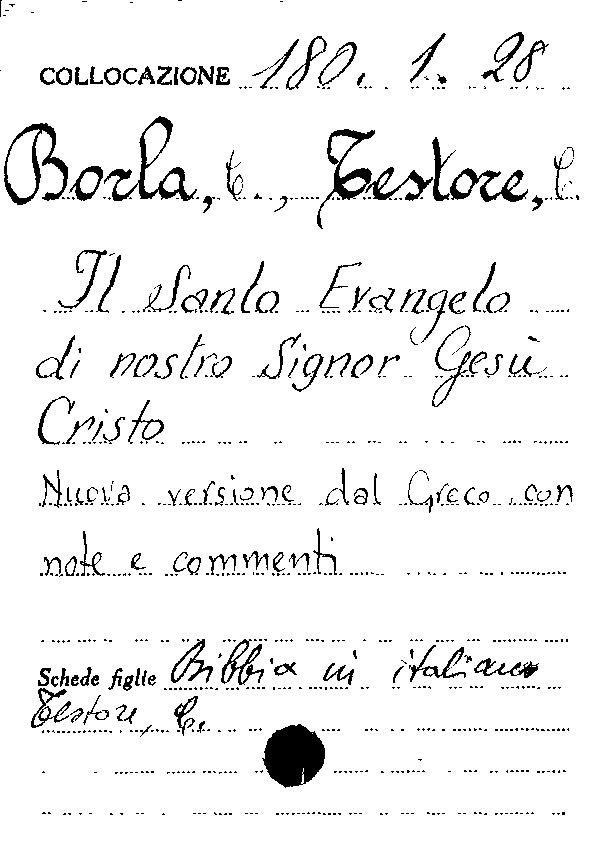 COLLOCAZIONE 180. 1. 28
Borla, C., Testore, C.
Il Santo Evangelo
di nostro Signor Gesù
Cristo
Nuova versione dal Greco con
note e commenti
Schede figlie Bibbia in italiano
Testore, C.